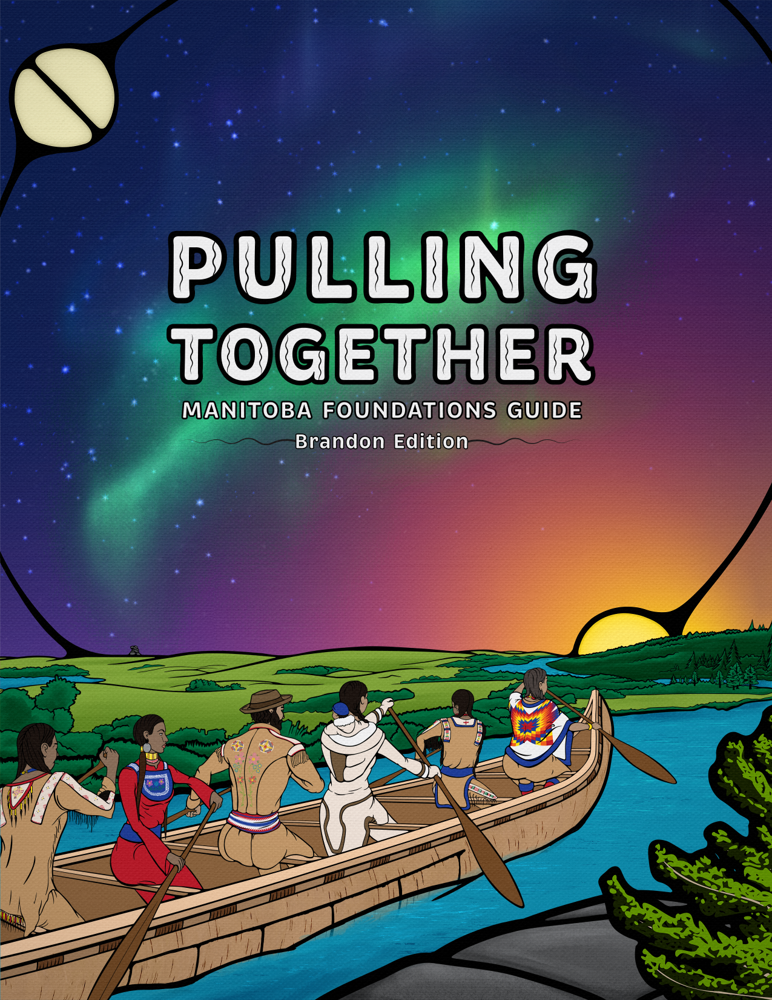 PULLING
TOGETHER
MANITOBA FOUNDATIONS GUIDE
Brandon Edition